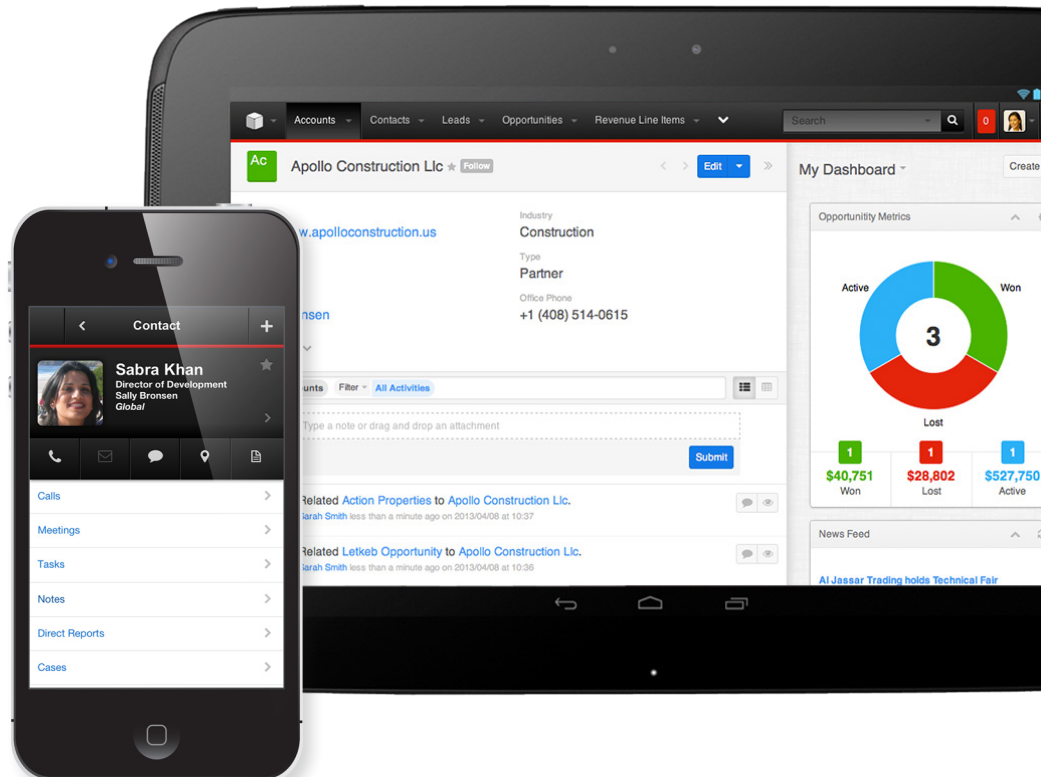 Accounts
Contacts
Leads
Opportunities
Revenue Line Items
Search
0
Ac
Apollo Construction Llc
Follow
Edit
My Dashboard
Create
w.apolloconstruction.us
Industry
Construction
Type
Partner
nsen
Office Phone
+1 (408) 514-0615
unts
Filter
All Activities
Type a note or drag and drop an attachment
Submit
Related Action Properties to Apollo Construction Llc.
Sarah Smith less than a minute ago on 2013/04/08 at 10:37
Related Letkeb Opportunity to Apollo Construction Llc.
Sarah Smith less than a minute ago on 2013/04/08 at 10:36
Opportunitity Metrics
Active
Won
3
Lost
1
1
1
$40,751
$28,802
$527,750
Won
Lost
Active
News Feed
Al Jassar Trading holds Technical Fair
Contact
Sabra Khan
Director of Development
Sally Bronsen
Global
Calls
Meetings
Tasks
Notes
Direct Reports
Cases